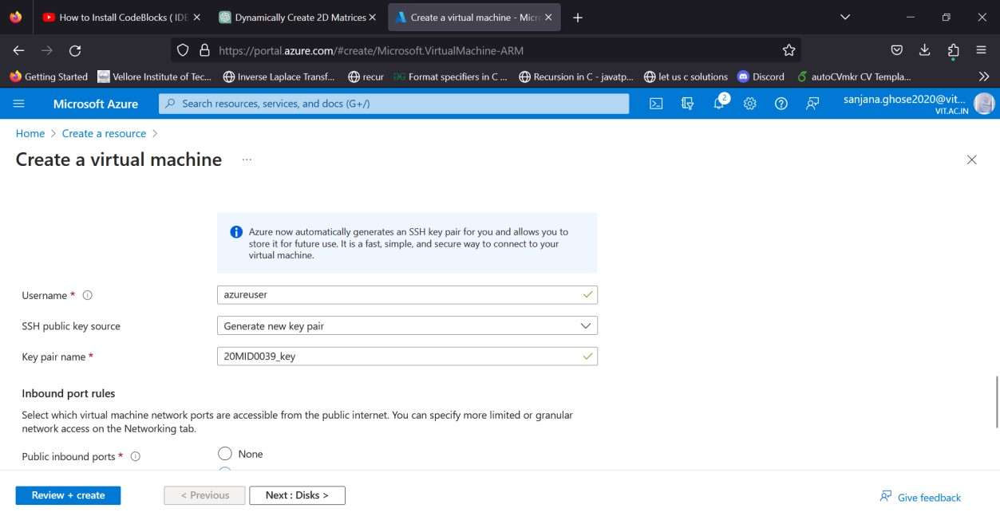 How to Install CodeBlocks ( IDE
Dynamically Create 2D Matrices
Create a virtual machine - Micro
https://portal.azure.com/#create/Microsoft.VirtualMachine-ARM
Getting Started
Vellore Institute of Tec...
Inverse Laplace Transf...
recur
Format specifiers in C ...
Recursion in C - javatp...
let us c solutions
Discord
autoCVmkr CV Templa...
Microsoft Azure
Search resources, services, and docs (G+/)
2
sanjana.ghose2020@vit...
VIT.AC.IN
Home > Create a resource >
Create a virtual machine ...
Azure now automatically generates an SSH key pair for you and allows you to
store it for future use. It is a fast, simple, and secure way to connect to your
virtual machine.
Username *
azureuser
SSH public key source
Generate new key pair
Key pair name *
20MID0039_key
Inbound port rules
Select which virtual machine network ports are accessible from the public internet. You can specify more limited or granular
network access on the Networking tab.
Public inbound ports *
None
Review + create
< Previous
Next : Disks >
Give feedback